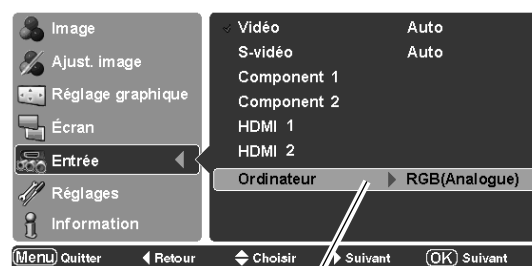 Image
Ajust. image
Réglage graphique
Écran
Entrée
Réglages
Information
Vidéo Auto
S-vidéo Auto
Component 1
Component 2
HDMI 1
HDMI 2
Ordinateur RGB(Analogue)
Menu Quitter Retour Choisir Suivant OK Suivant